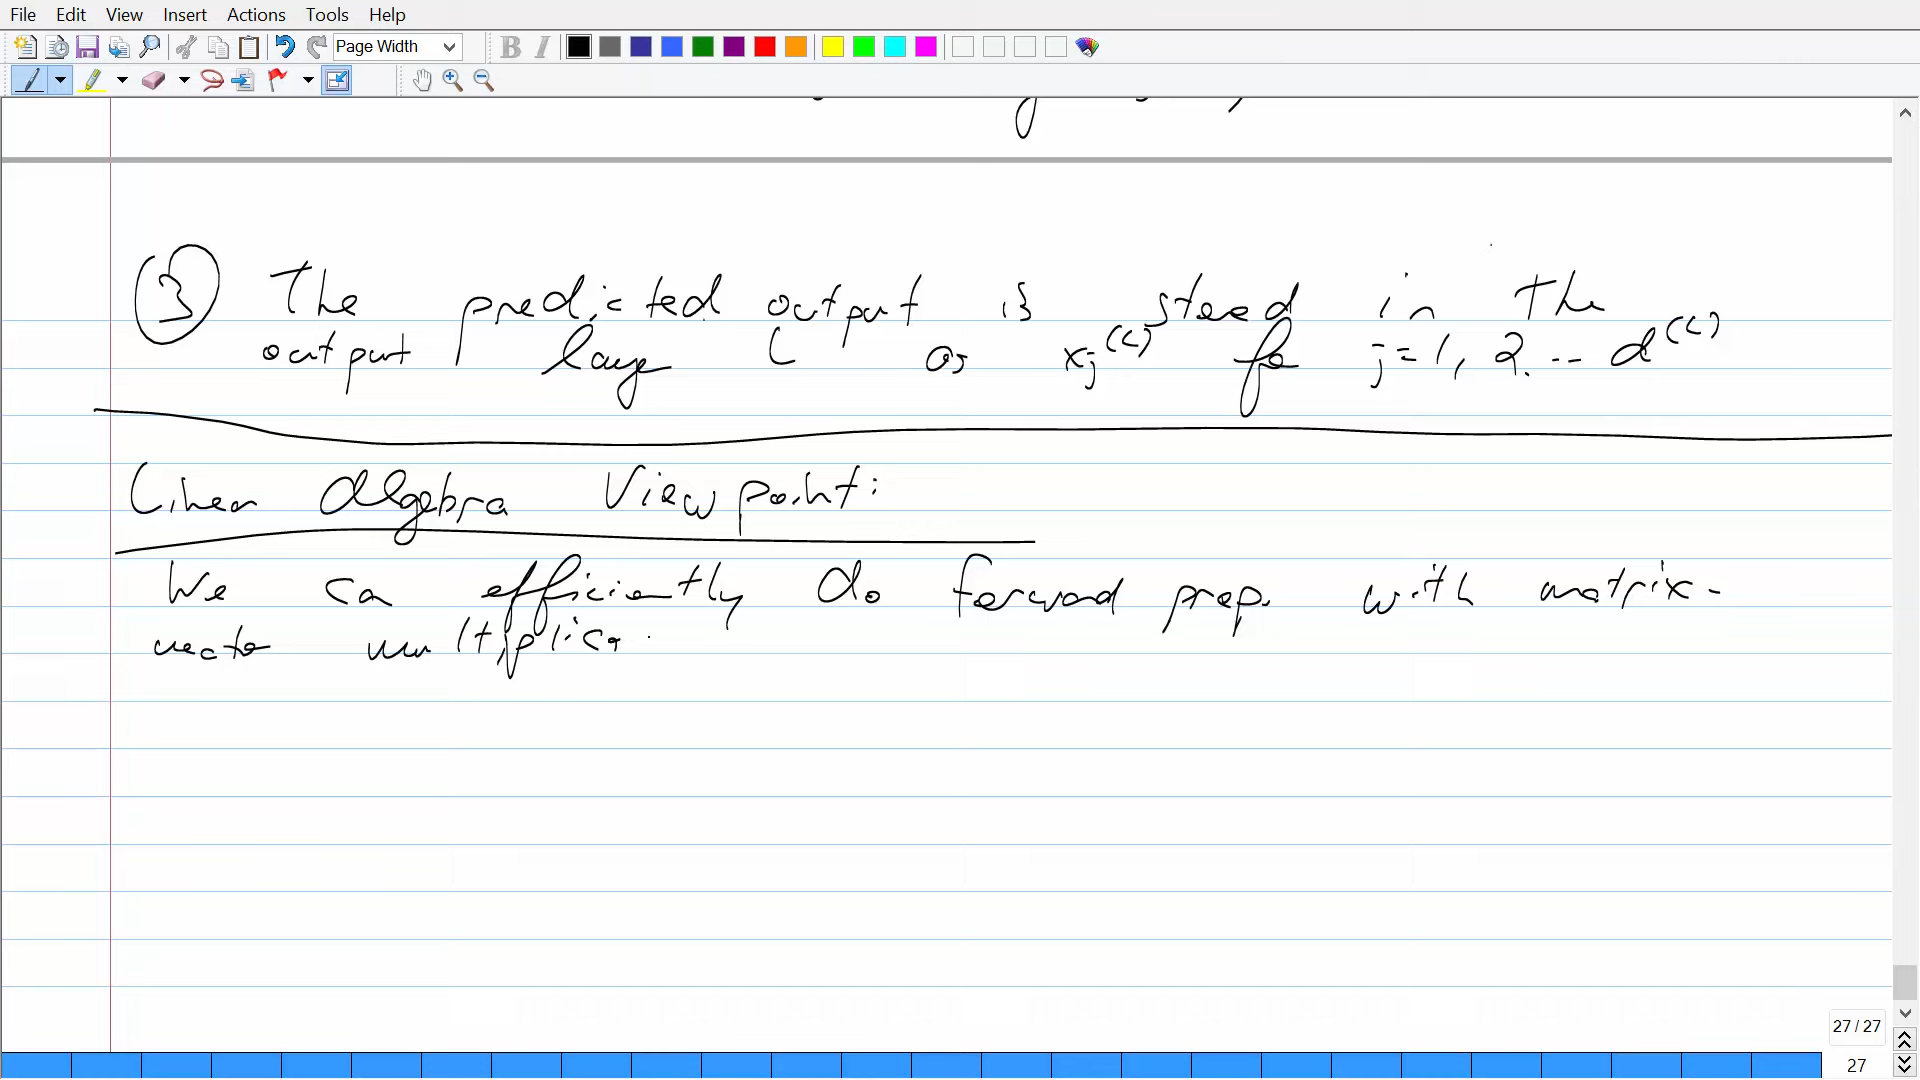 File Edit View Insert Actions Tools Help
Page Width B I
③ The predicted output is stored in the
output layer L as xj^(L) for j=1, 2... d^(L)
Linear Algebra Viewpoint:
We can efficiently do forward prop. with matrix-
vector multiplica
27 / 27
27